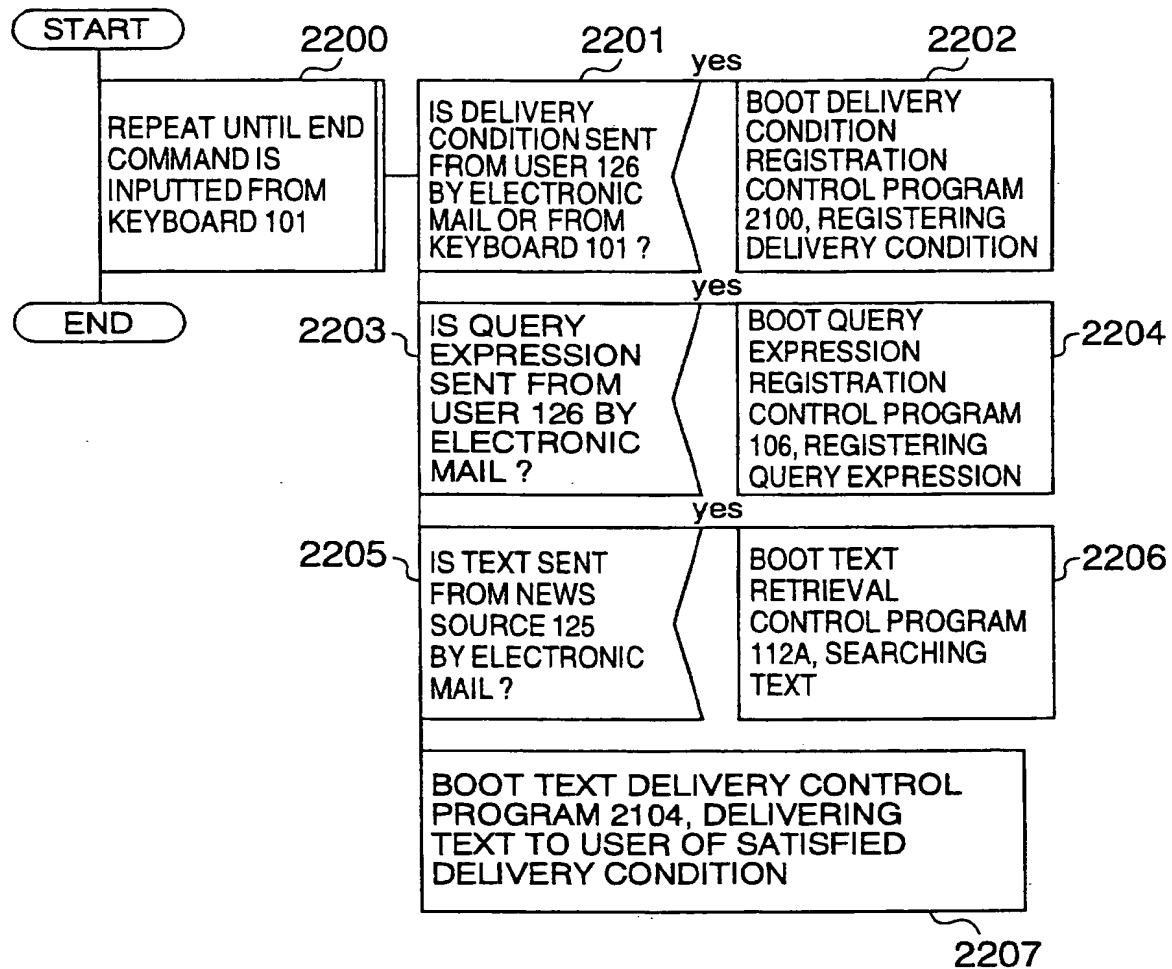 START
2200
2201
yes
2202
REPEAT UNTIL END
COMMAND IS
INPUTTED FROM
KEYBOARD 101
IS DELIVERY
CONDITION SENT
FROM USER 126
BY ELECTRONIC
MAIL OR FROM
KEYBOARD 101 ?
BOOT DELIVERY
CONDITION
REGISTRATION
CONTROL PROGRAM
2100, REGISTERING
DELIVERY CONDITION
END
yes
2203
IS QUERY
EXPRESSION
SENT FROM
USER 126 BY
ELECTRONIC
MAIL ?
BOOT QUERY
EXPRESSION
REGISTRATION
CONTROL PROGRAM
106, REGISTERING
QUERY EXPRESSION
2204
yes
2205
IS TEXT SENT
FROM NEWS
SOURCE 125
BY ELECTRONIC
MAIL ?
BOOT TEXT
RETRIEVAL
CONTROL PROGRAM
112A, SEARCHING
TEXT
2206
BOOT TEXT DELIVERY CONTROL
PROGRAM 2104, DELIVERING
TEXT TO USER OF SATISFIED
DELIVERY CONDITION
2207